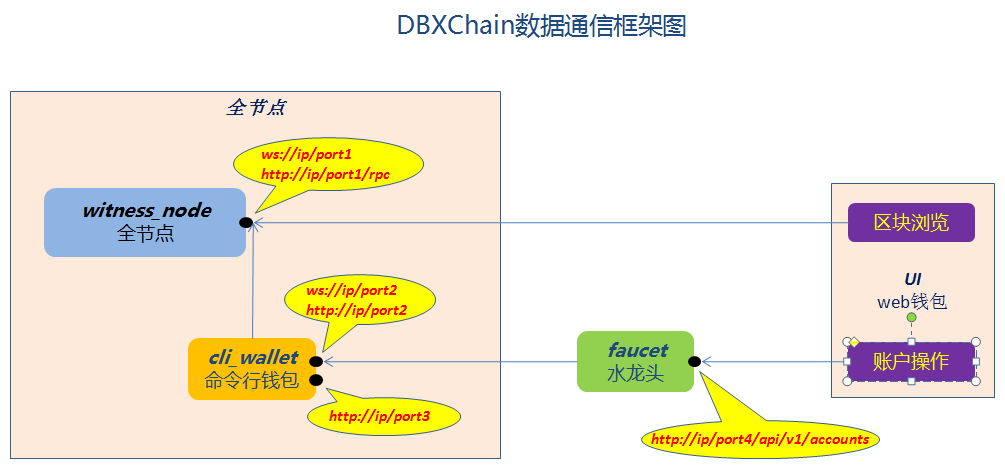 DBXChain数据通信框架图
全节点
ws://ip/port1
http://ip/port1/rpc
witness_node
全节点
区块浏览
UI
web钱包
ws://ip/port2
http://ip/port2
cli_wallet
命令行钱包
faucet
水龙头
账户操作
http://ip/port3
http://ip/port4/api/v1/accounts